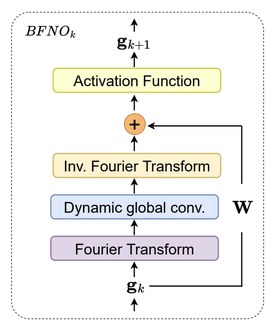 BFNO_k
g_{k+1}
Activation Function
+
Inv. Fourier Transform
Dynamic global conv.
W
Fourier Transform
g_k